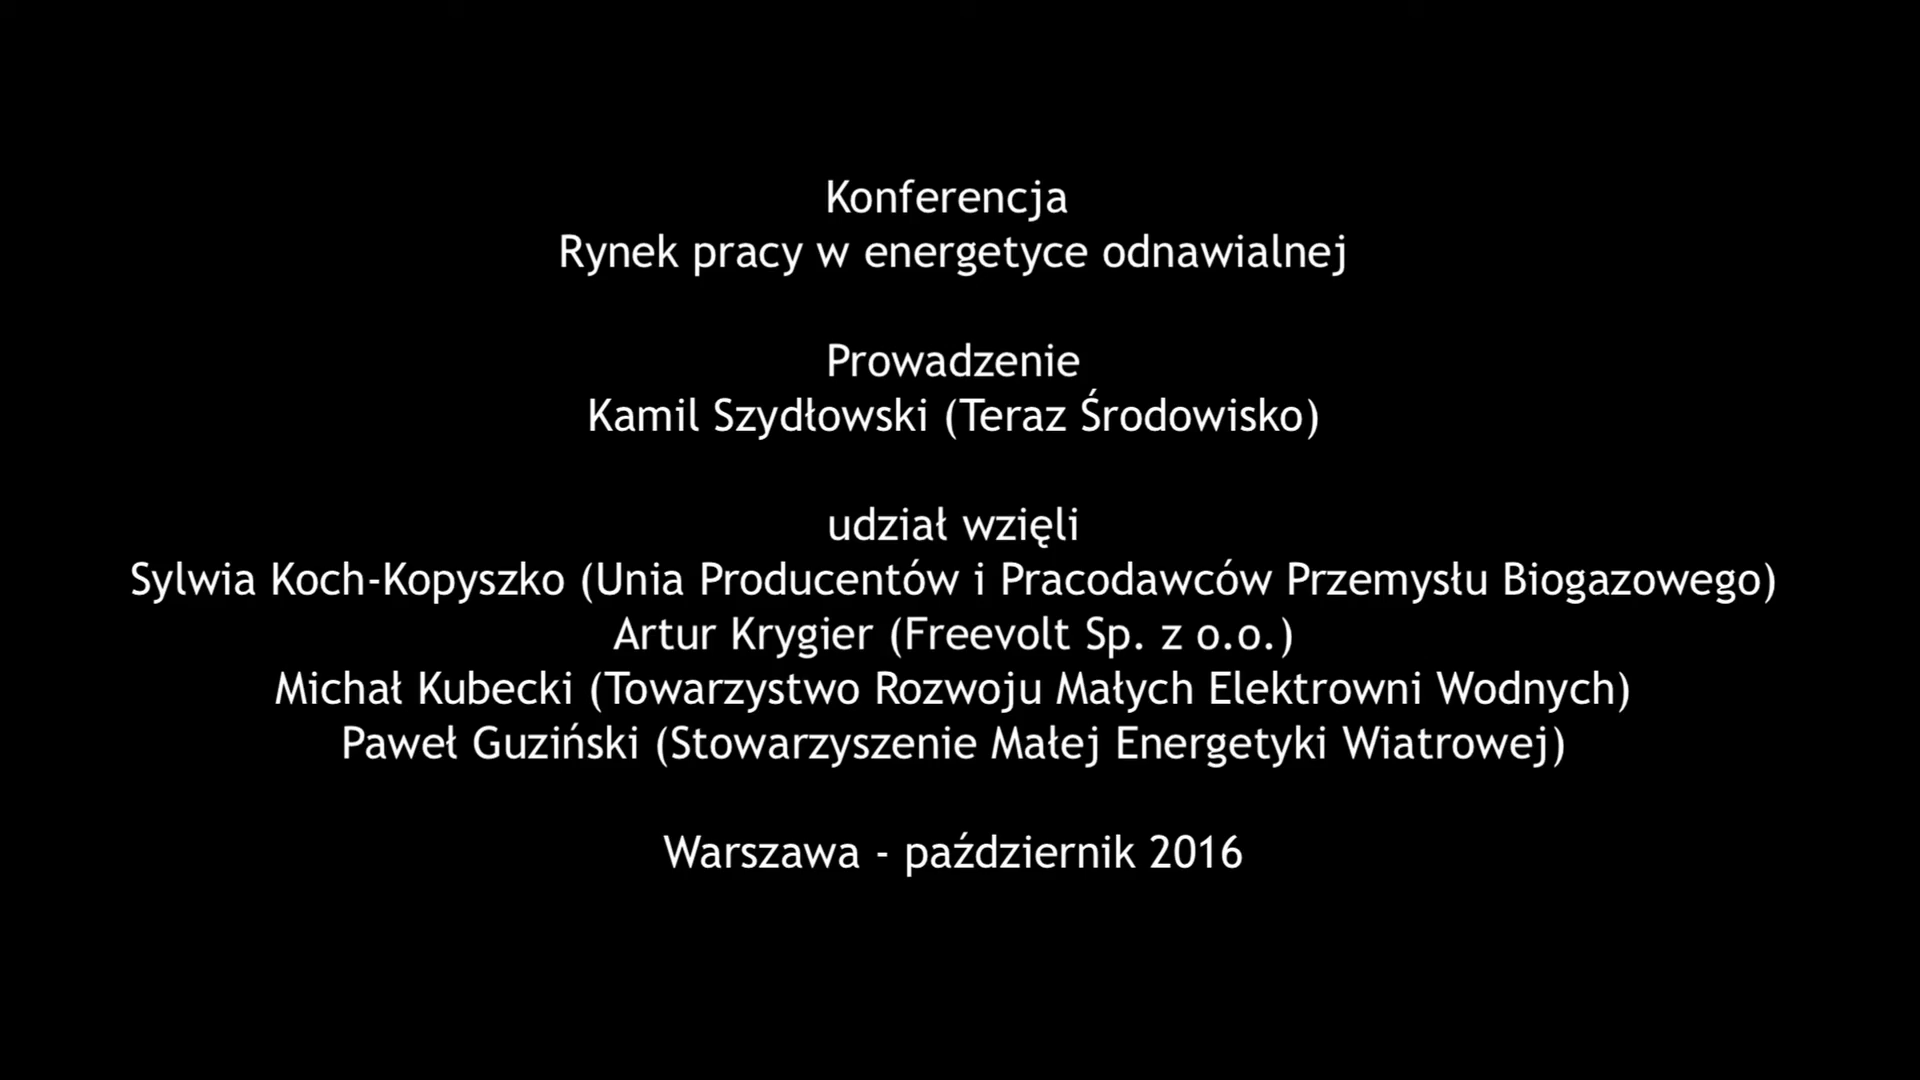 Konferencja
Rynek pracy w energetyce odnawialnej
Prowadzenie
Kamil Szydłowski (Teraz Środowisko)
udział wzięli
Sylwia Koch-Kopyszko (Unia Producentów i Pracodawców Przemysłu Biogazowego)
Artur Krygier (Freevolt Sp. z o.o.)
Michał Kubecki (Towarzystwo Rozwoju Małych Elektrowni Wodnych)
Paweł Guziński (Stowarzyszenie Małej Energetyki Wiatrowej)
Warszawa - październik 2016